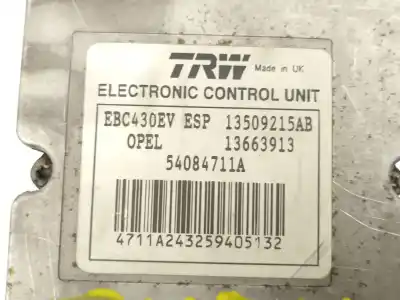 TRW Made in UK
ELECTRONIC CONTROL UNIT
EBC430EV ESP 13509215AB
OPEL 13663913
54084711A
4711A243259405132